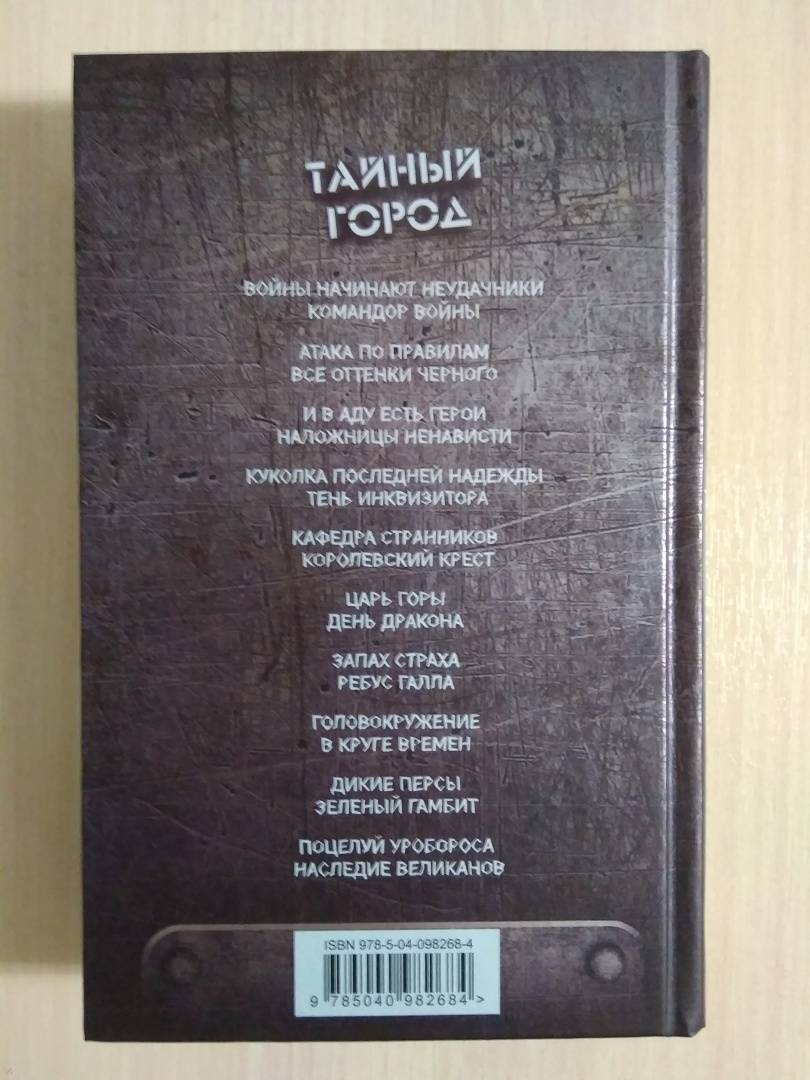 ТАЙНЫЙ
ГОРОД
ВОЙНЫ НАЧИНАЮТ НЕУДАЧНИКИ
КОМАНДОР ВОЙНЫ
АТАКА ПО ПРАВИЛАМ
ВСЕ ОТТЕНКИ ЧЕРНОГО
И В АДУ ЕСТЬ ГЕРОИ
НАЛОЖНИЦЫ НЕНАВИСТИ
КУКОЛКА ПОСЛЕДНЕЙ НАДЕЖДЫ
ТЕНЬ ИНКВИЗИТОРА
КАФЕДРА СТРАННИКОВ
КОРОЛЕВСКИЙ КРЕСТ
ЦАРЬ ГОРЫ
ДЕНЬ ДРАКОНА
ЗАПАХ СТРАХА
РЕБУС ГАЛЛА
ГОЛОВОКРУЖЕНИЕ
В КРУГЕ ВРЕМЕН
ДИКИЕ ПЕРСЫ
ЗЕЛЕНЫЙ ГАМБИТ
ПОЦЕЛУЙ УРОБОРОСА
НАСЛЕДИЕ ВЕЛИКАНОВ
ISBN 978-5-04-098268-4
9 785040 982684 >